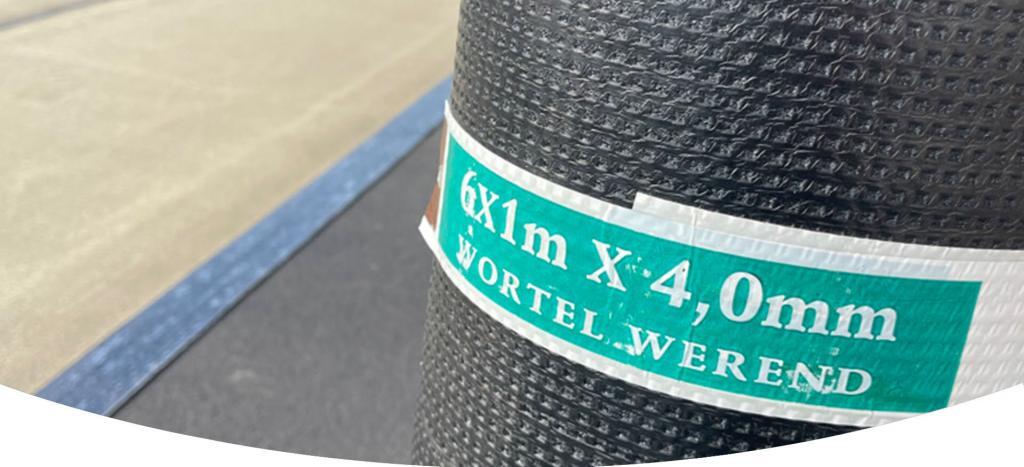 6X1m X 4,0mm
WORTEL WEREND